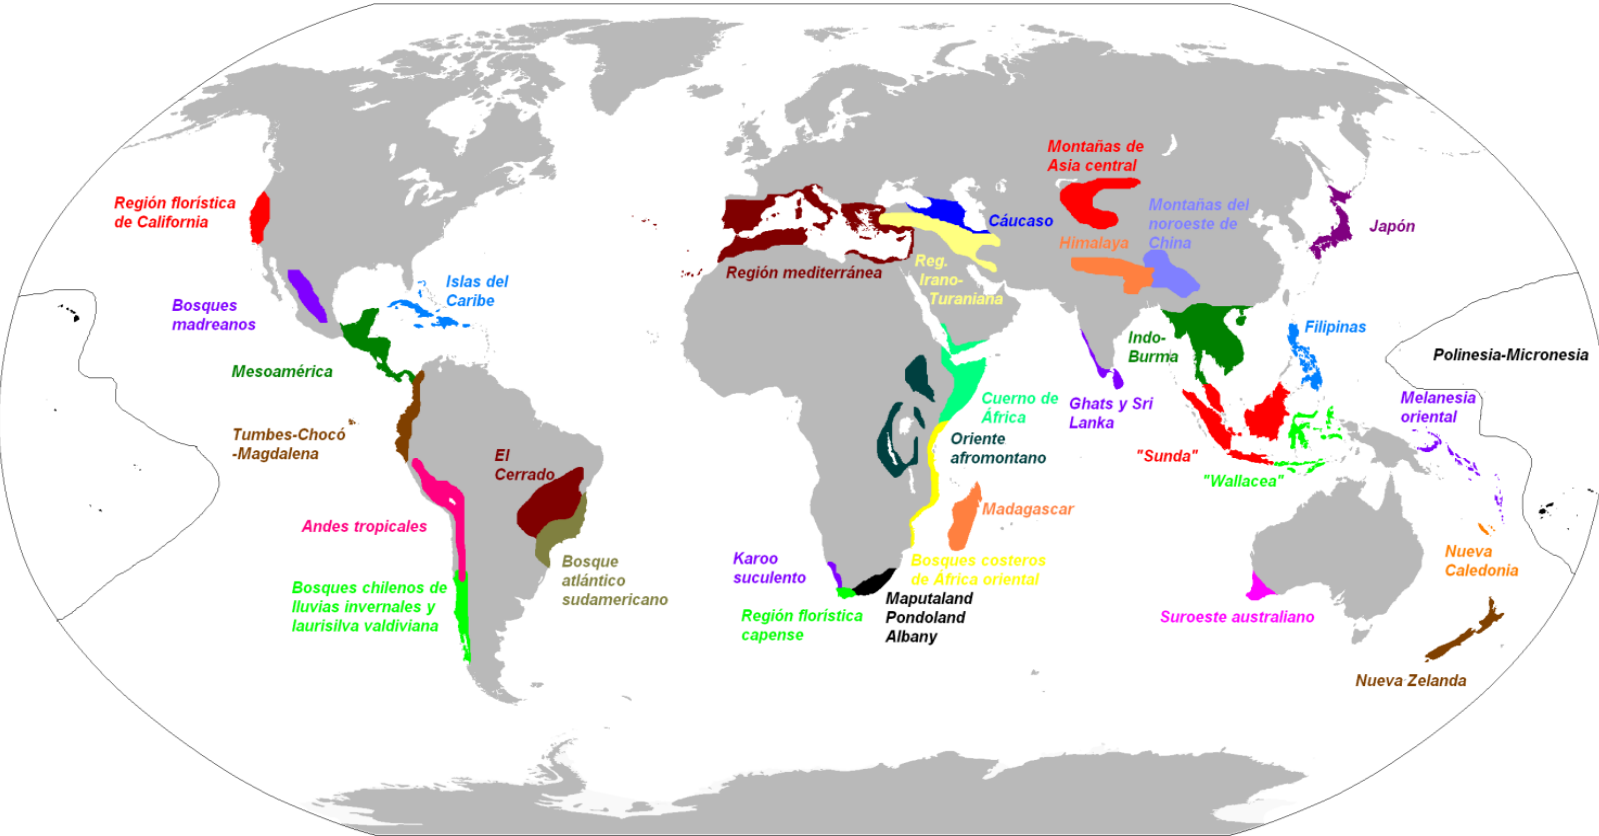 Montañas de
Asia central
Región florística
de California
Montañas del
noroeste de
China
Cáucaso
Japón
Himalaya
Reg.
Irano-
Turaniana
Región mediterránea
Islas del
Caribe
Bosques
madreanos
Indo-
Burma
Filipinas
Polinesia-Micronesia
Mesoamérica
Cuerno de
África
Ghats y Sri
Lanka
Melanesia
oriental
Tumbes-Chocó
-Magdalena
Oriente
afromontano
El
Cerrado
"Sunda"
"Wallacea"
Madagascar
Andes tropicales
Karoo
suculento
Bosques costeros
de África oriental
Nueva
Caledonia
Bosque
atlántico
sudamericano
Bosques chilenos de
lluvias invernales y
laurisilva valdiviana
Maputaland
Pondoland
Albany
Región florística
capense
Suroeste australiano
Nueva Zelanda